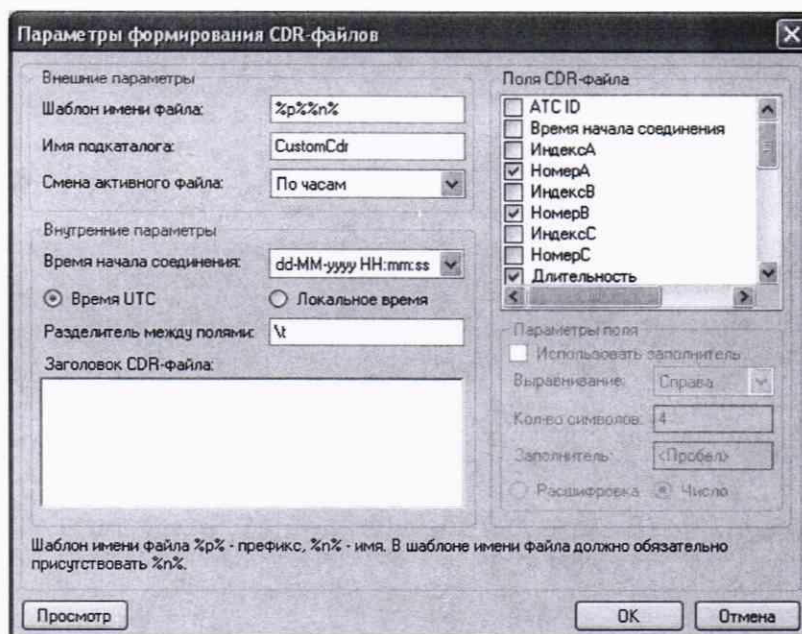 Параметры формирования CDR-файлов
Внешние параметры
Шаблон имени файла: %p%%n%
Имя подкаталога: CustomCdr
Смена активного файла: По часам
Внутренние параметры
Время начала соединения: dd-MM-yyyy HH:mm:ss
Время UTC
Локальное время
Разделитель между полями: \t
Заголовок CDR-файла:
Поля CDR-файла
АТС ID
Время начала соединения
ИндексА
НомерА
ИндексВ
НомерВ
ИндексС
НомерС
Длительность
Параметры поля
Использовать заполнитель
Выравнивание: Справа
Кол-во символов: 4
Заполнитель: <Пробел>
Расшифровка
Число
Шаблон имени файла %p% - префикс, %n% - имя. В шаблоне имени файла должно обязательно
присутствовать %n%.
Просмотр
OK
Отмена